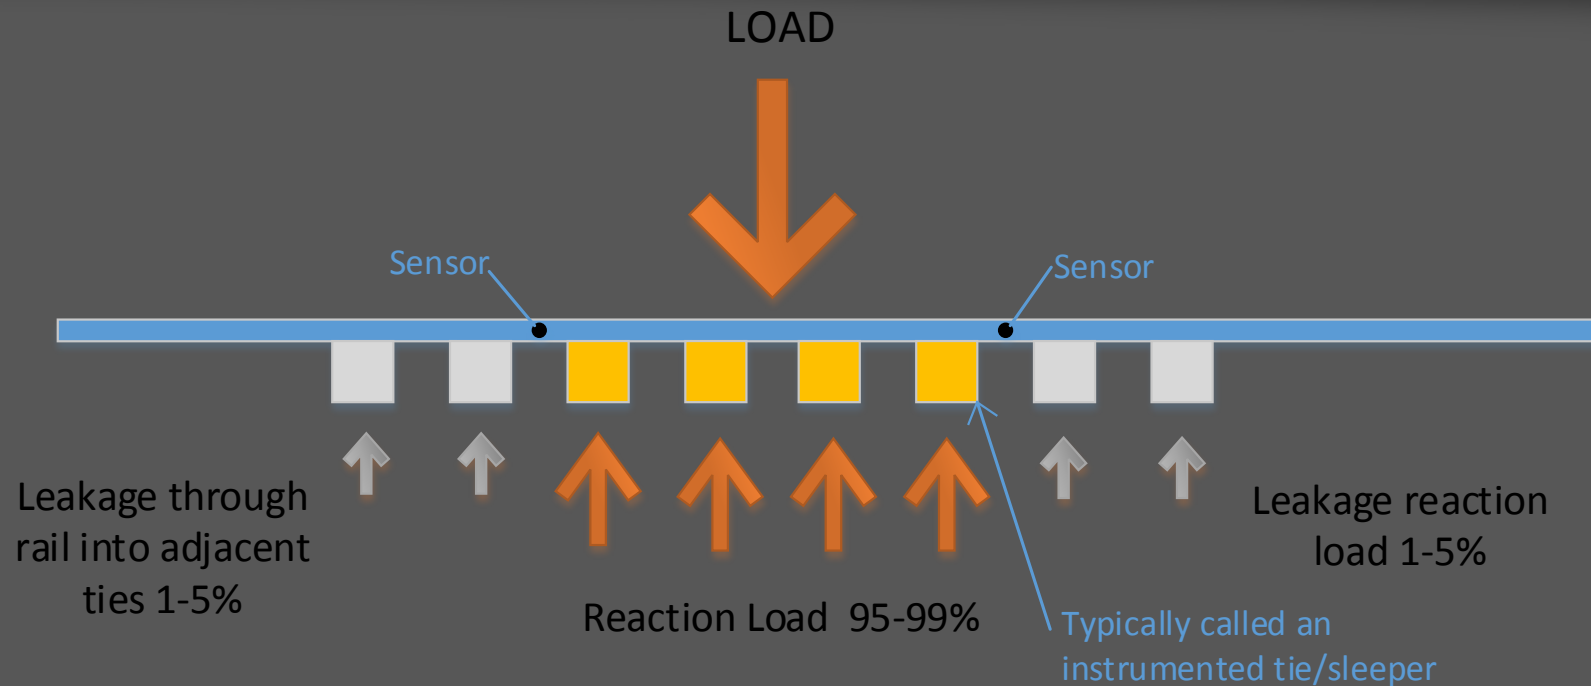 LOAD
Sensor
Sensor
Leakage through
rail into adjacent
ties 1-5%
Leakage reaction
load 1-5%
Reaction Load 95-99%
Typically called an
instrumented tie/sleeper